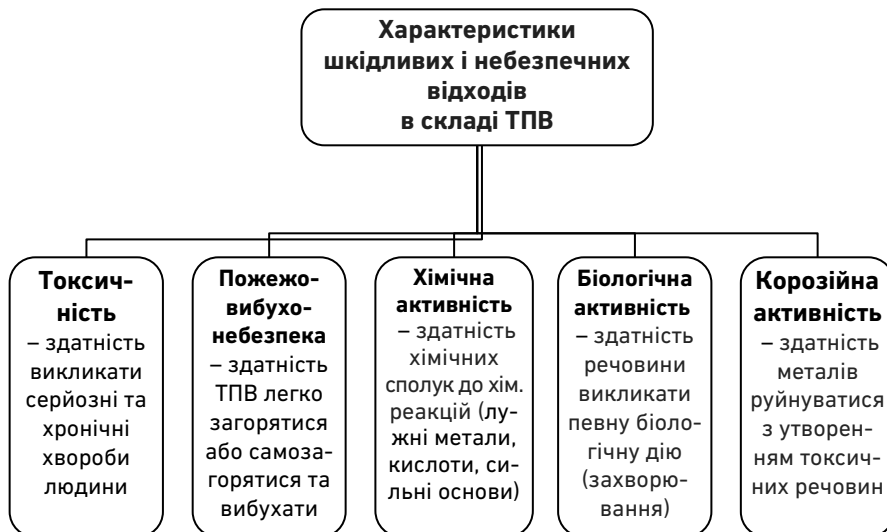 Характеристики
шкідливих і небезпечних
відходів
в складі ТПВ
Токсич-
ність
– здатність
викликати
серйозні та
хронічні
хвороби
людини
Пожежо-
вибухо-
небезпека
– здатність
ТПВ легко
загорятися
або самоза-
горятися та
вибухати
Хімічна
активність
– здатність
хімічних
сполук до хім.
реакцій (лу-
жні метали,
кислоти, си-
льні основи)
Біологічна
активність
– здатність
речовини
викликати
певну біоло-
гічну дію
(захворю-
вання)
Корозійна
активність
– здатність
металів
руйнуватися
з утворен-
ням токсич-
них речовин